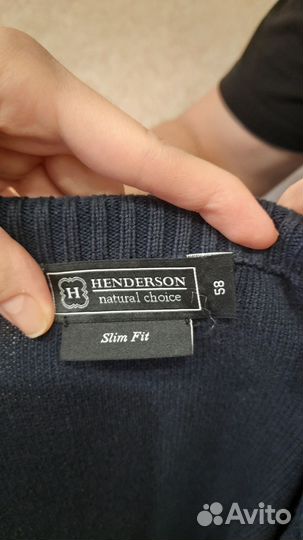 H HENDERSON
natural choice
58
Slim Fit
Avito